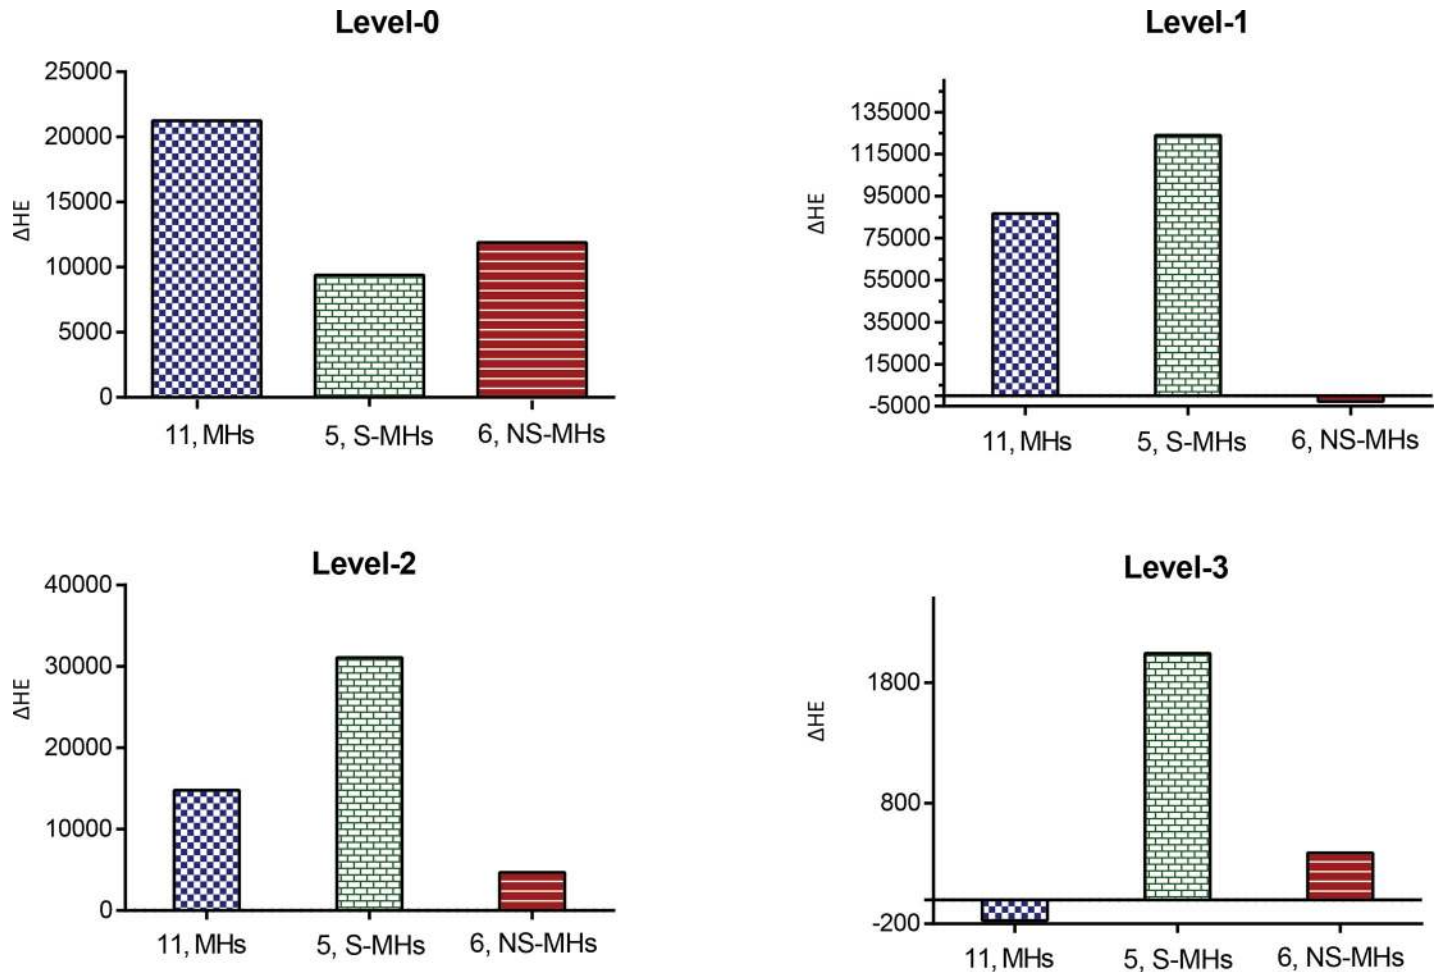 Level-0
ΔHE
25000
20000
15000
10000
5000
0
11, MHs
5, S-MHs
6, NS-MHs
Level-1
ΔHE
135000
115000
95000
75000
55000
35000
15000
-5000
11, MHs
5, S-MHs
6, NS-MHs
Level-2
ΔHE
40000
30000
20000
10000
0
11, MHs
5, S-MHs
6, NS-MHs
Level-3
ΔHE
1800
800
-200
11, MHs
5, S-MHs
6, NS-MHs